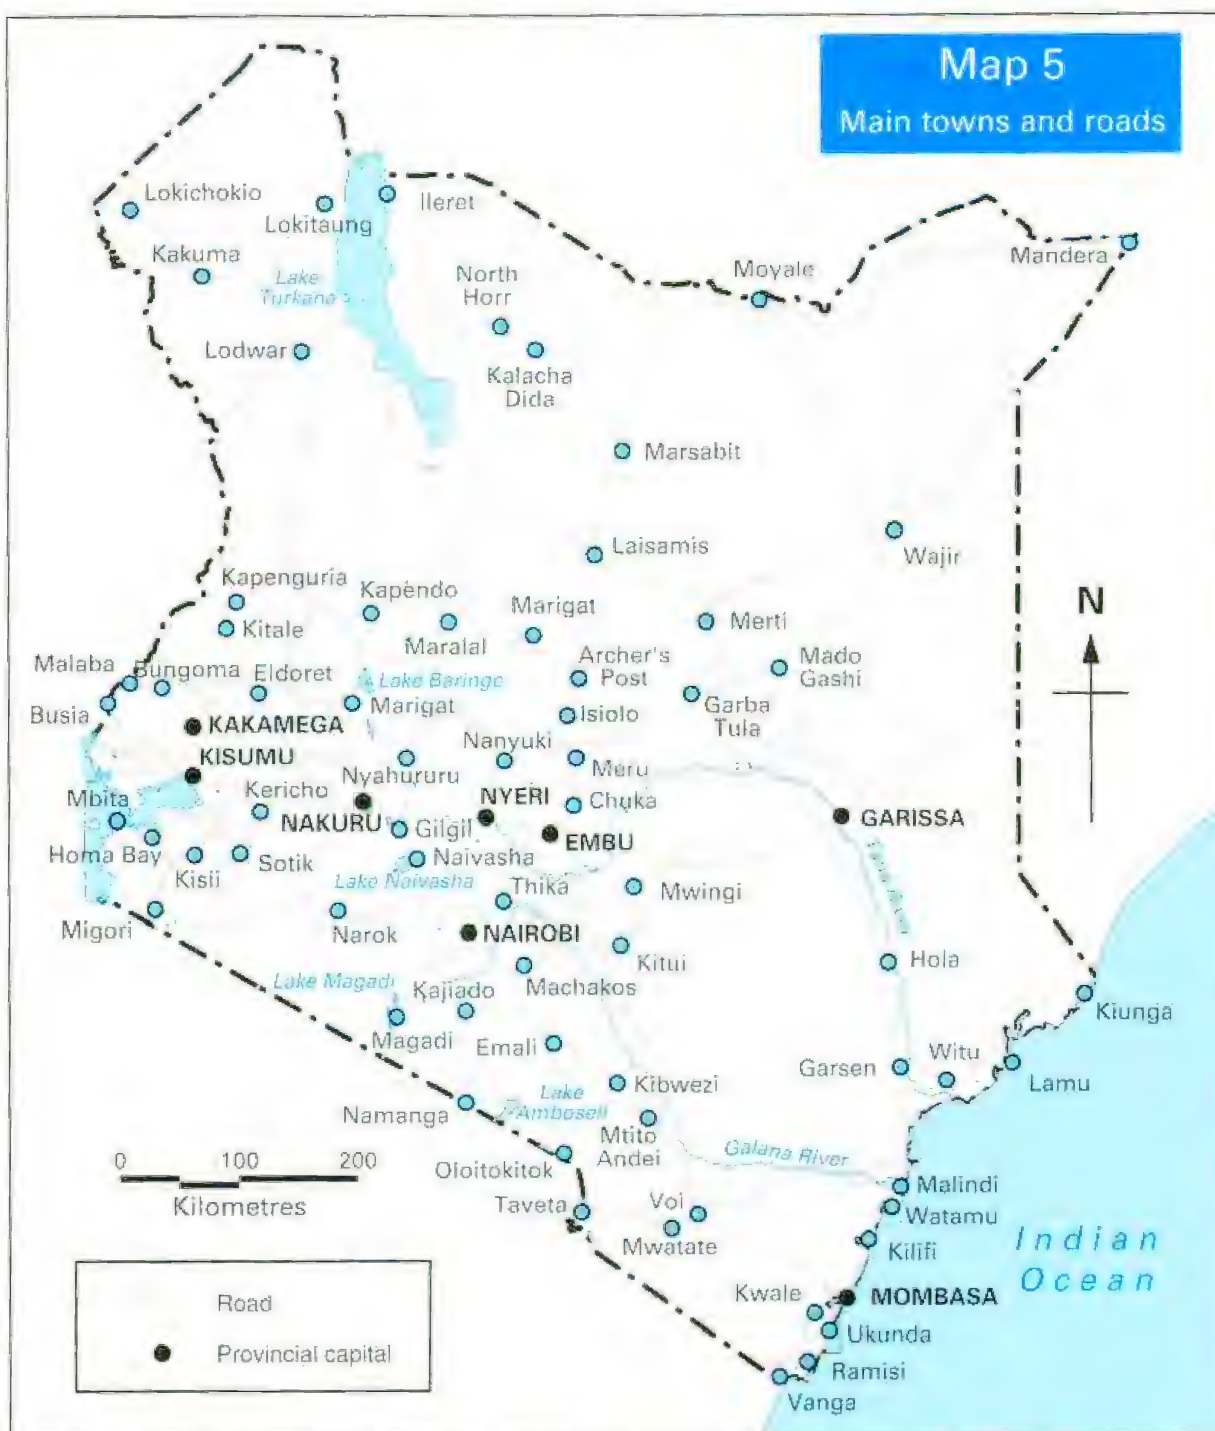 Map 5
Main towns and roads
Lokichokio
Lokitaung
Ileret
Kakuma
Lake
Turkana
North
Horr
Moyale
Mandera
Lodwar
Kalacha
Dida
Marsabit
Laisamis
Wajir
Kapenguria
Kapendo
Marigat
Merti
Kitale
Maralal
N
Malaba
Bungoma
Eldoret
Lake Baringo
Archer's
Post
Mado
Gashi
Busia
Marigat
Isiolo
Garba
Tula
KAKAMEGA
KISUMU
Nanyuki
Nyahururu
Meru
Mbita
Kericho
NYERI
Chuka
NAKURU
Gilgil
EMBU
GARISSA
Homa Bay
Kisii
Sotik
Naivasha
Lake Naivasha
Thika
Mwingi
Migori
Narok
NAIROBI
Kitui
Hola
Lake Magadi
Kajiado
Machakos
Kiunga
Magadi
Emali
Garsen
Witu
Lamu
Kibwezi
Namanga
Lake
Amboseli
Mtito
Andei
Galana River
0 100 200
Kilometres
Oloitokitok
Malindi
Taveta
Voi
Watamu
Mwatate
Kilifi
Indian
Ocean
Kwale
MOMBASA
Road
Ukunda
Provincial capital
Ramisi
Vanga